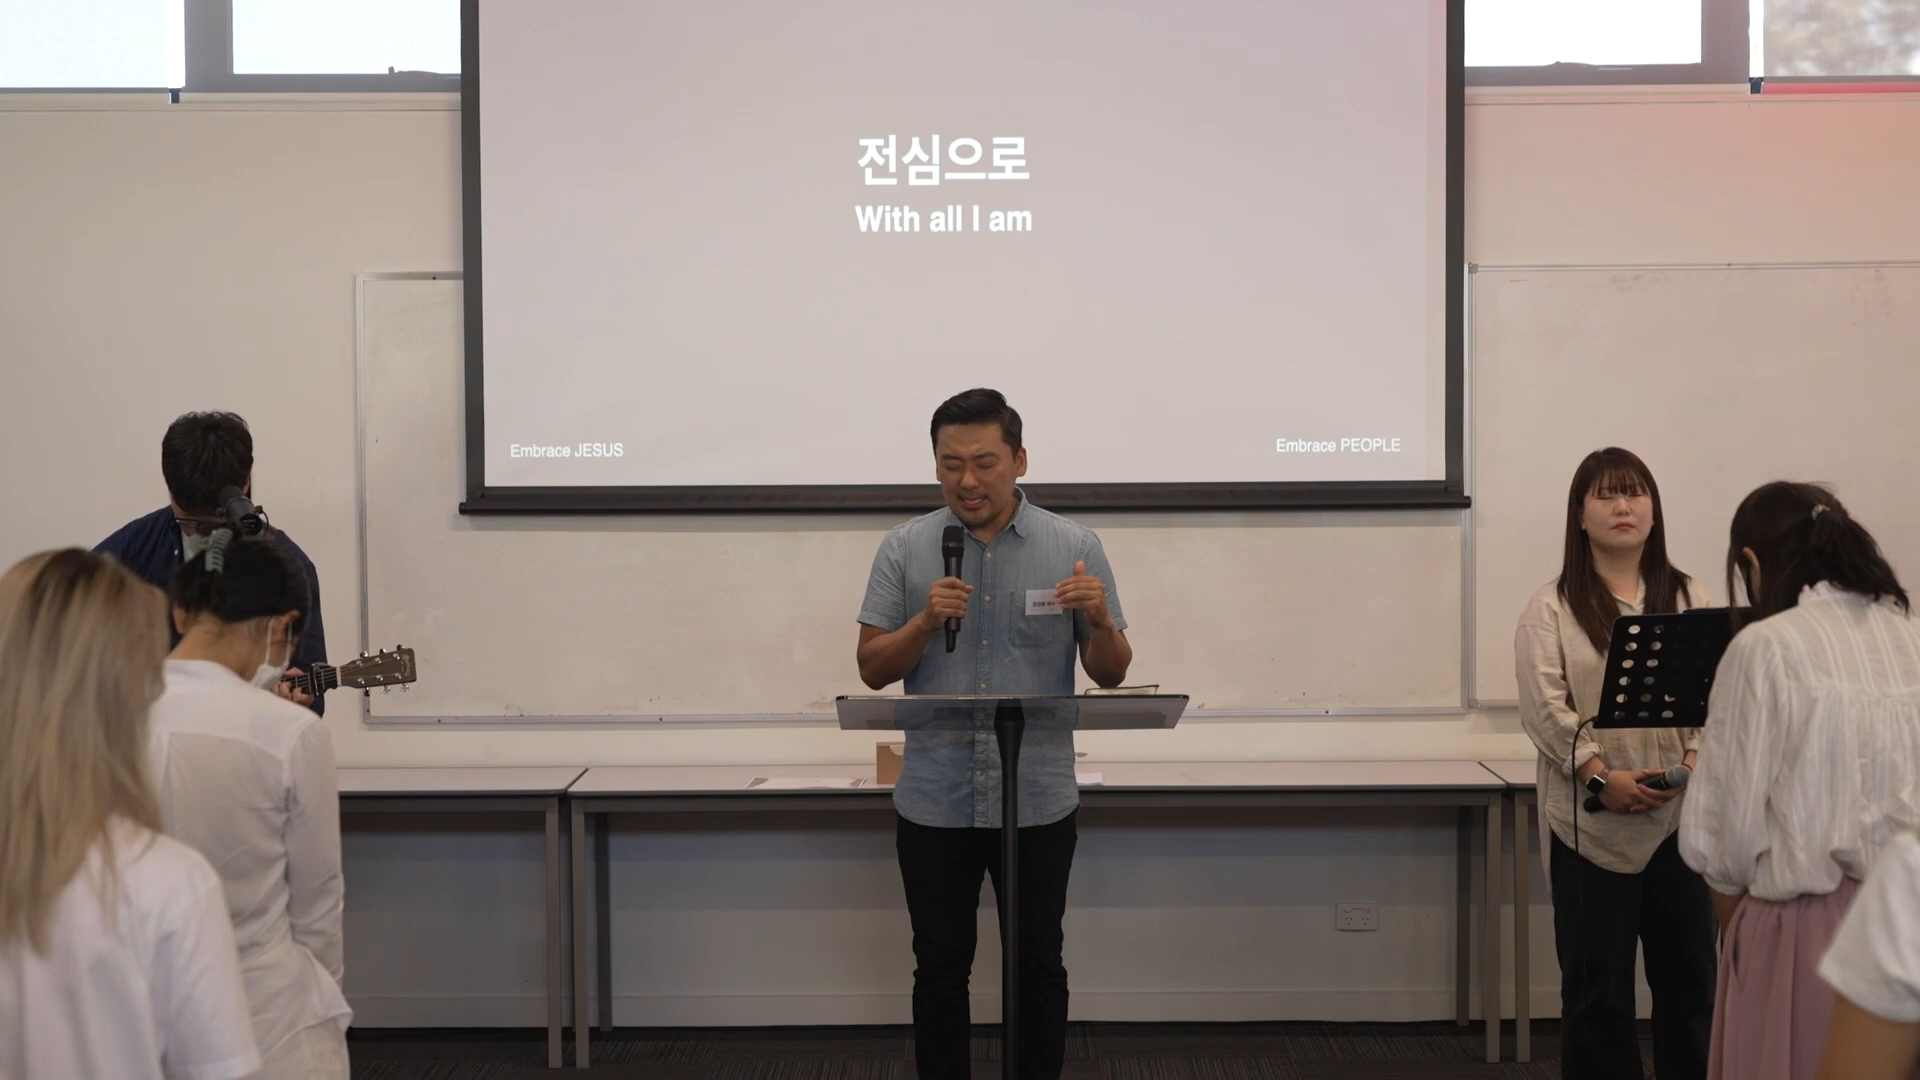 전심으로
With all I am
Embrace JESUS
Embrace PEOPLE